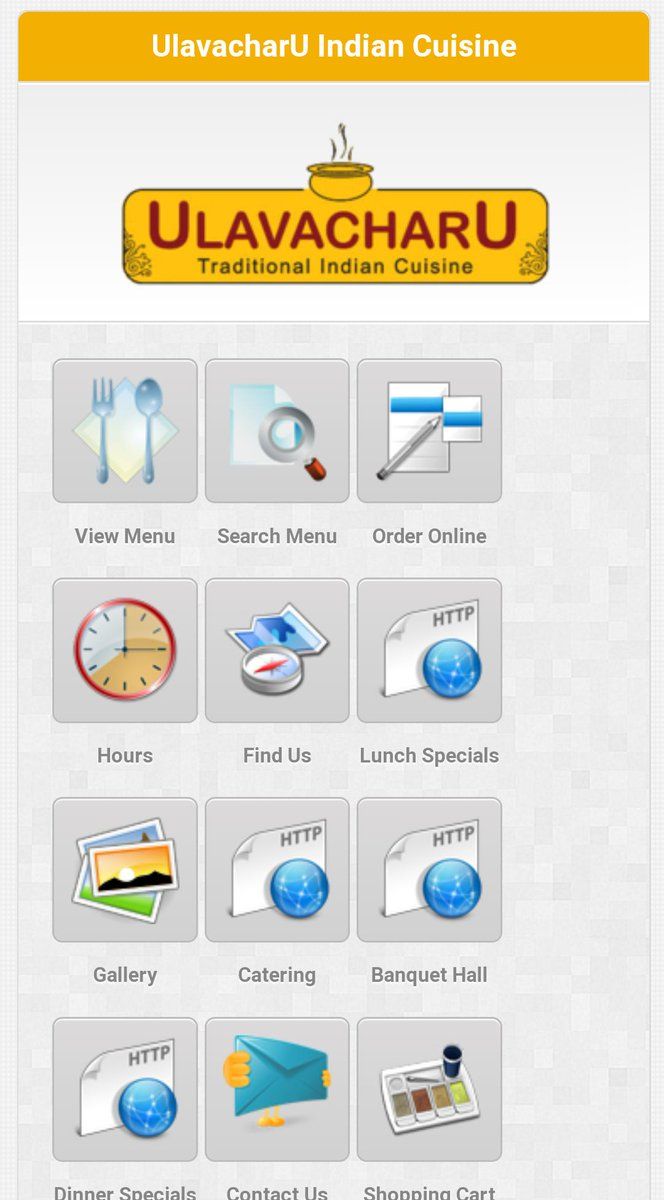 UlavacharU Indian Cuisine
ULAVACHARU
Traditional Indian Cuisine
View Menu
Search Menu
Order Online
HTTP
Hours
Find Us
Lunch Specials
HTTP
HTTP
Gallery
Catering
Banquet Hall
HTTP
Dinner Specials
Contact Us
Shopping Cart